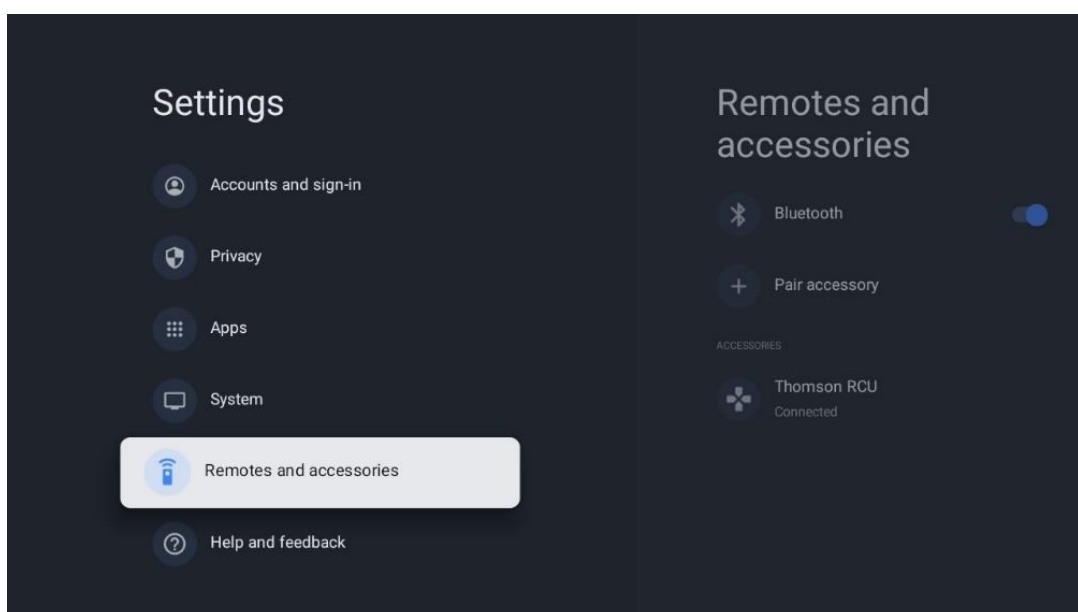 Settings
Accounts and sign-in
Privacy
Apps
System
Remotes and accessories
Help and feedback
Remotes and
accessories
Bluetooth
Pair accessory
ACCESSORIES
Thomson RCU
Connected